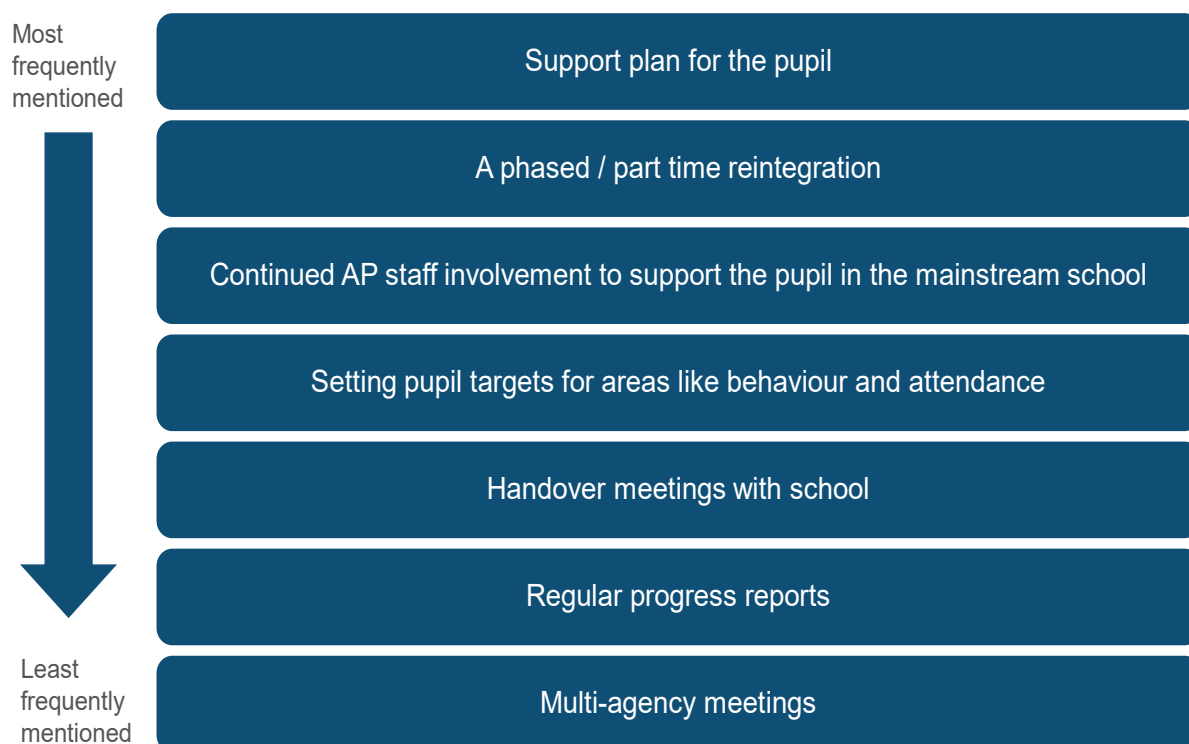 Most
frequently
mentioned
Support plan for the pupil
A phased / part time reintegration
Continued AP staff involvement to support the pupil in the mainstream school
Setting pupil targets for areas like behaviour and attendance
Handover meetings with school
Regular progress reports
Least
frequently
mentioned
Multi-agency meetings